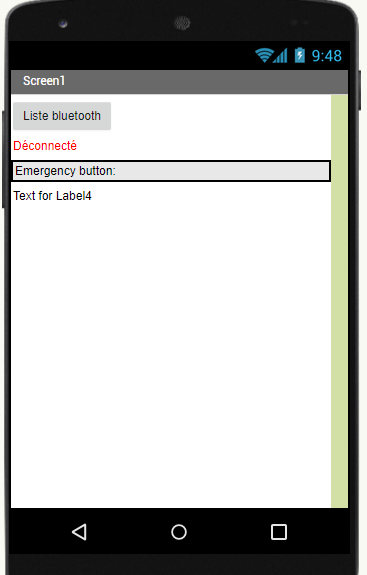 9:48
Screen1
Liste bluetooth
Déconnecté
Emergency button:
Text for Label4